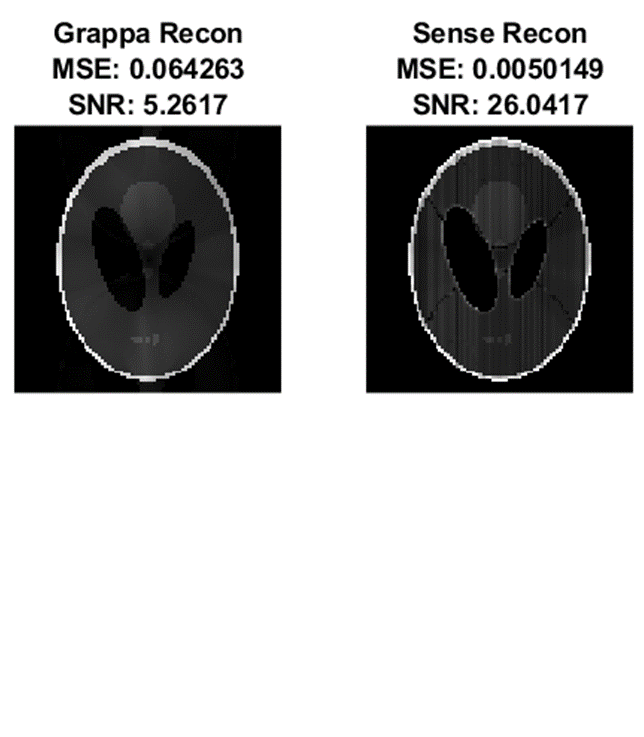 Grappa Recon
MSE: 0.064263
SNR: 5.2617
Sense Recon
MSE: 0.0050149
SNR: 26.0417